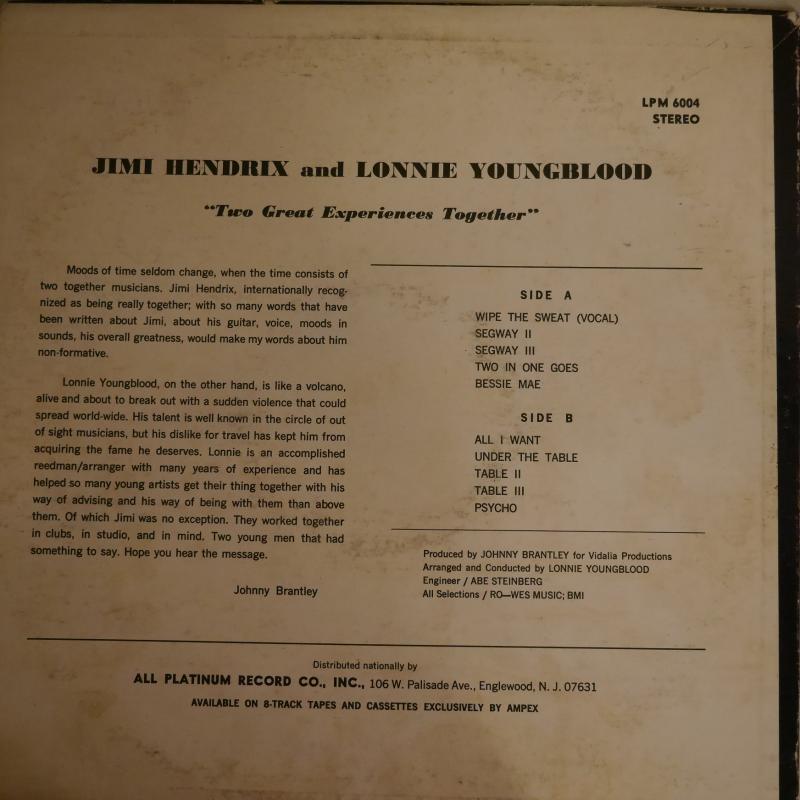 LPM 6004
STEREO
JIMI HENDRIX and LONNIE YOUNGBLOOD
"Two Great Experiences Together"
Moods of time seldom change, when the time consists of
two together musicians. Jimi Hendrix, internationally recog-
nized as being really together; with so many words that have
been written about Jimi, about his guitar, voice, moods in
sounds, his overall greatness, would make my words about him
non-formative.
Lonnie Youngblood, on the other hand, is like a volcano,
alive and about to break out with a sudden violence that could
spread world-wide. His talent is well known in the circle of out
of sight musicians, but his dislike for travel has kept him from
acquiring the fame he deserves. Lonnie is an accomplished
reedman/arranger with many years of experience and has
helped so many young artists get their thing together with his
way of advising and his way of being with them than above
them. Of which Jimi was no exception. They worked together
in clubs, in studio, and in mind. Two young men that had
something to say. Hope you hear the message.
Johnny Brantley
SIDE A
WIPE THE SWEAT (VOCAL)
SEGWAY II
SEGWAY III
TWO IN ONE GOES
BESSIE MAE
SIDE B
ALL I WANT
UNDER THE TABLE
TABLE II
TABLE III
PSYCHO
Produced by JOHNNY BRANTLEY for Vidalia Productions
Arranged and Conducted by LONNIE YOUNGBLOOD
Engineer / ABE STEINBERG
All Selections / RO—WES MUSIC; BMI
Distributed nationally by
ALL PLATINUM RECORD CO., INC., 106 W. Palisade Ave., Englewood, N. J. 07631
AVAILABLE ON 8-TRACK TAPES AND CASSETTES EXCLUSIVELY BY AMPEX